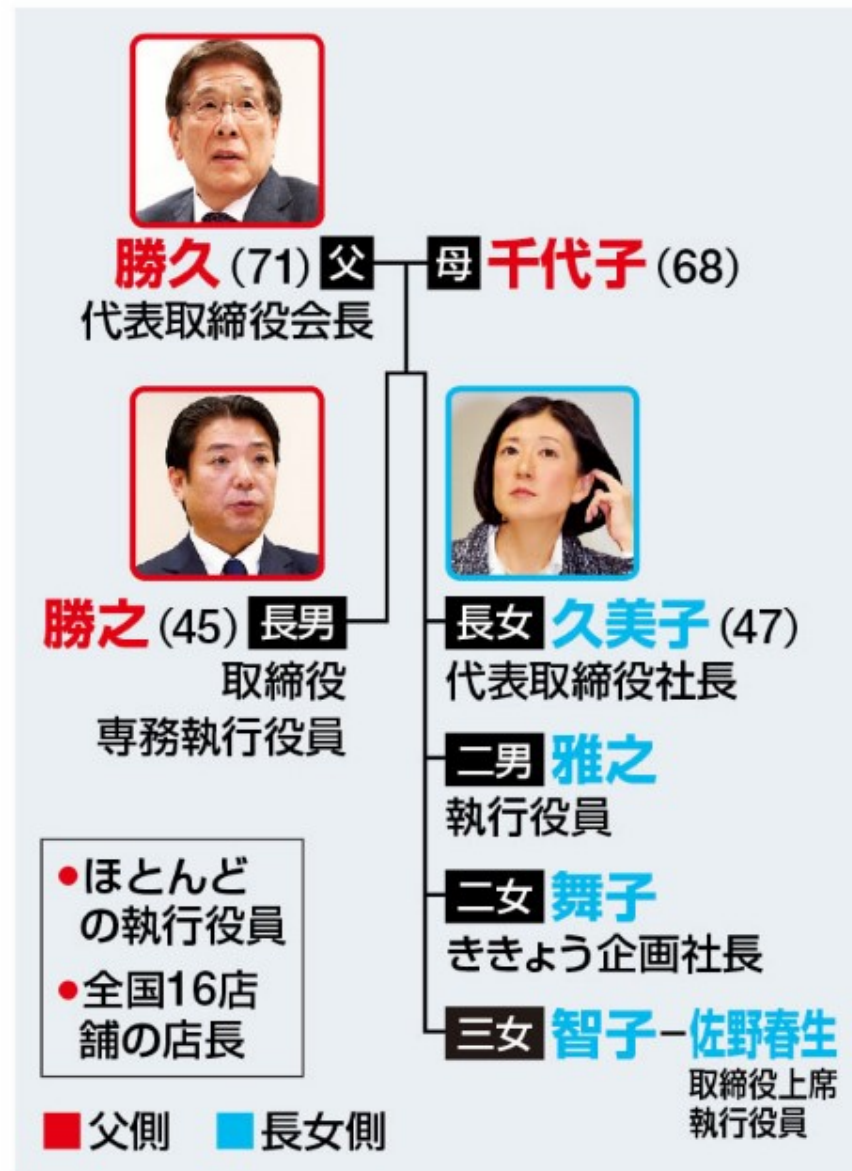 勝久(71) 父 母 千代子(68)
代表取締役会長
勝之(45) 長男
取締役
専務執行役員
長女 久美子(47)
代表取締役社長
二男 雅之
執行役員
二女 舞子
ききょう企画社長
三女 智子 佐野春生
取締役上席
執行役員
●ほとんど
の執行役員
●全国16店
舗の店長
父側 長女側